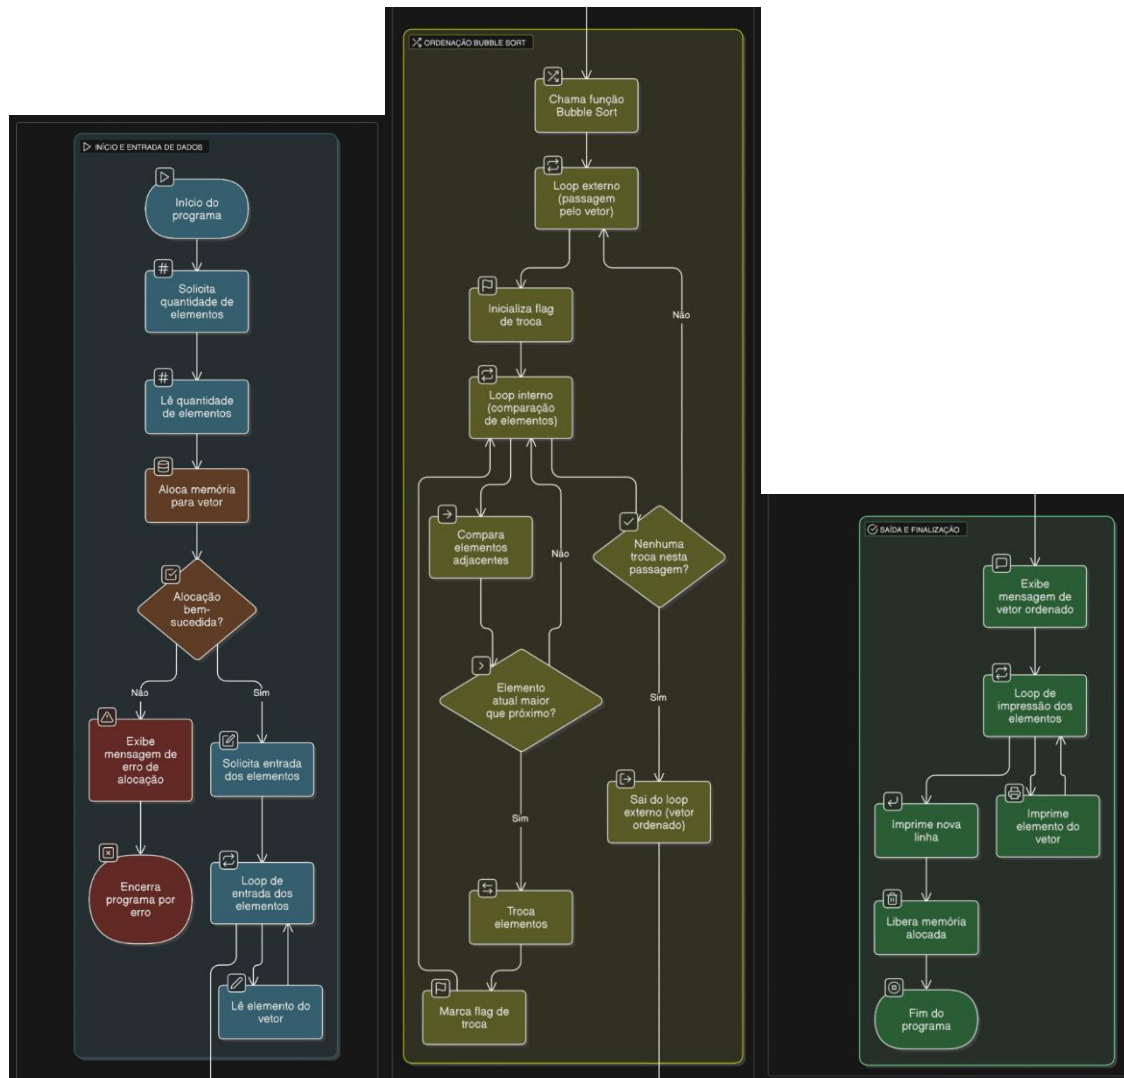 INÍCIO E ENTRADA DE DADOS
Início do
programa
Solicita
quantidade de
elementos
Lê quantidade
de elementos
Aloca memória
para vetor
Alocação
bem-
sucedida?
Não
Sim
Exibe
mensagem de
erro de
alocação
Encerra
programa por
erro
Solicita entrada
dos elementos
Loop de
entrada dos
elementos
Lê elemento do
vetor
ORDENAÇÃO BUBBLE SORT
Chama função
Bubble Sort
Loop externo
(passagem
pelo vetor)
Inicializa flag
de troca
Não
Loop interno
(comparação
de elementos)
Compara
elementos
adjacentes
Não
Nenhuma
troca nesta
passagem?
Elemento
atual maior
que próximo?
Sim
Sai do loop
externo (vetor
ordenado)
Sim
Troca
elementos
Marca flag de
troca
SAÍDA E FINALIZAÇÃO
Exibe
mensagem de
vetor ordenado
Loop de
impressão dos
elementos
Imprime nova
linha
Imprime
elemento do
vetor
Libera memória
alocada
Fim do
programa